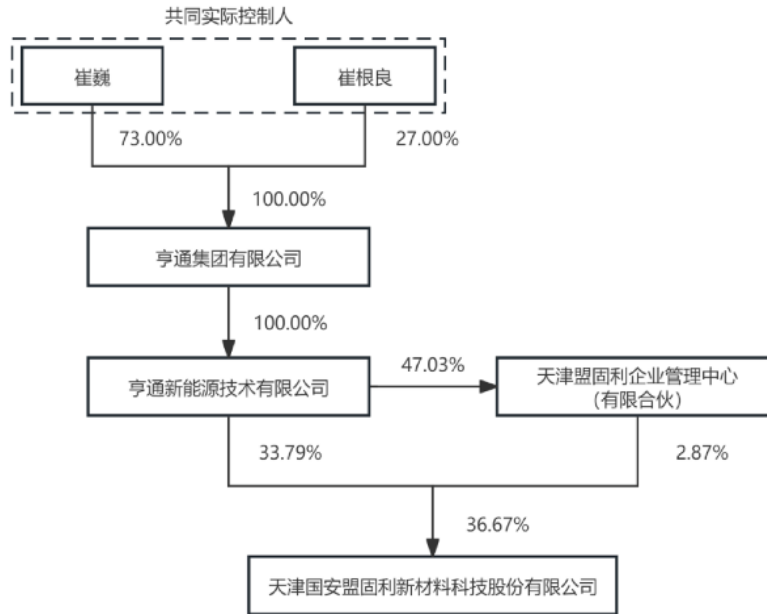 共同实际控制人
崔巍
崔根良
73.00%
27.00%
100.00%
亨通集团有限公司
100.00%
亨通新能源技术有限公司
47.03%
天津盟固利企业管理中心
（有限合伙）
33.79%
2.87%
36.67%
天津国安盟固利新材料科技股份有限公司